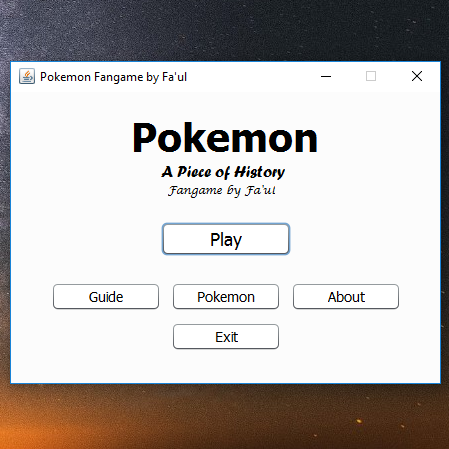 Pokemon Fangame by Fa'ul
Pokemon
A Piece of History
Fangame by Fa'ul
Play
Guide
Pokemon
About
Exit